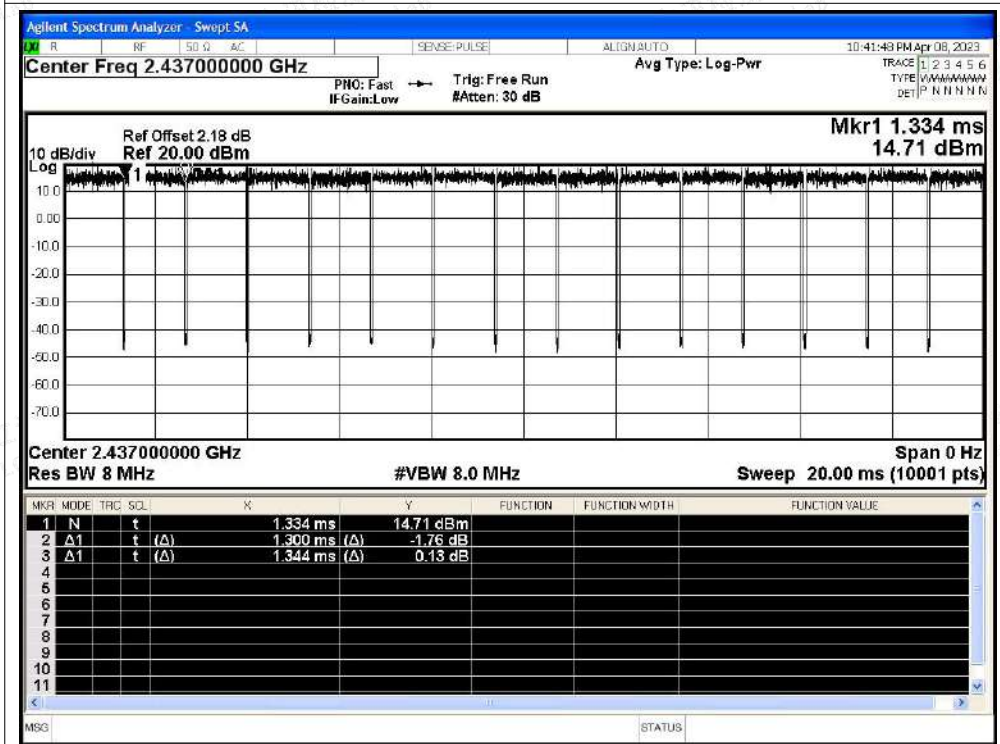 Agilent Spectrum Analyzer - Swept SA
LXI R RF 50 Ω AC SENSE:PULSE ALIGN AUTO 10:41:48 PM Apr 08, 2023
Center Freq 2.437000000 GHz Avg Type: Log-Pwr TRACE 1 2 3 4 5 6
PNO: Fast Trig: Free Run TYPE WWWWWWW
IFGain:Low #Atten: 30 dB DET P N N N N N
Mkr1 1.334 ms
Ref Offset 2.18 dB
10 dB/div Ref 20.00 dBm 14.71 dBm
Log
1
10.0
0.00
-10.0
-20.0
-30.0
-40.0
-50.0
-60.0
-70.0
Center 2.437000000 GHz Span 0 Hz
Res BW 8 MHz #VBW 8.0 MHz Sweep 20.00 ms (10001 pts)
MKR MODE TRC SCL X Y FUNCTION FUNCTION WIDTH FUNCTION VALUE
1 N t 1.334 ms 14.71 dBm
2 Δ1 t (Δ) 1.300 ms (Δ) -1.76 dB
3 Δ1 t (Δ) 1.344 ms (Δ) 0.13 dB
4
5
6
7
8
9
10
11
MSG STATUS